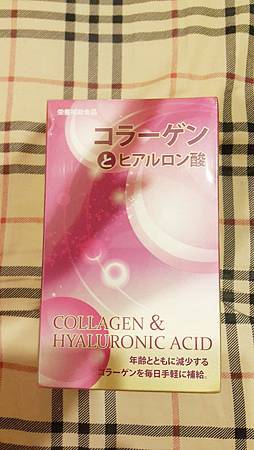 栄養補助食品
コラーゲン
とヒアルロン酸
COLLAGEN &
HYALURONIC ACID
年齢とともに減少する
コラーゲンを毎日手軽に補給。